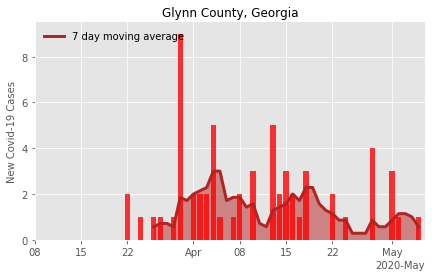 Glynn County, Georgia
7 day moving average
New Covid-19 Cases
8
6
4
2
0
08 15 22 Apr 08 15 22 May
2020-May